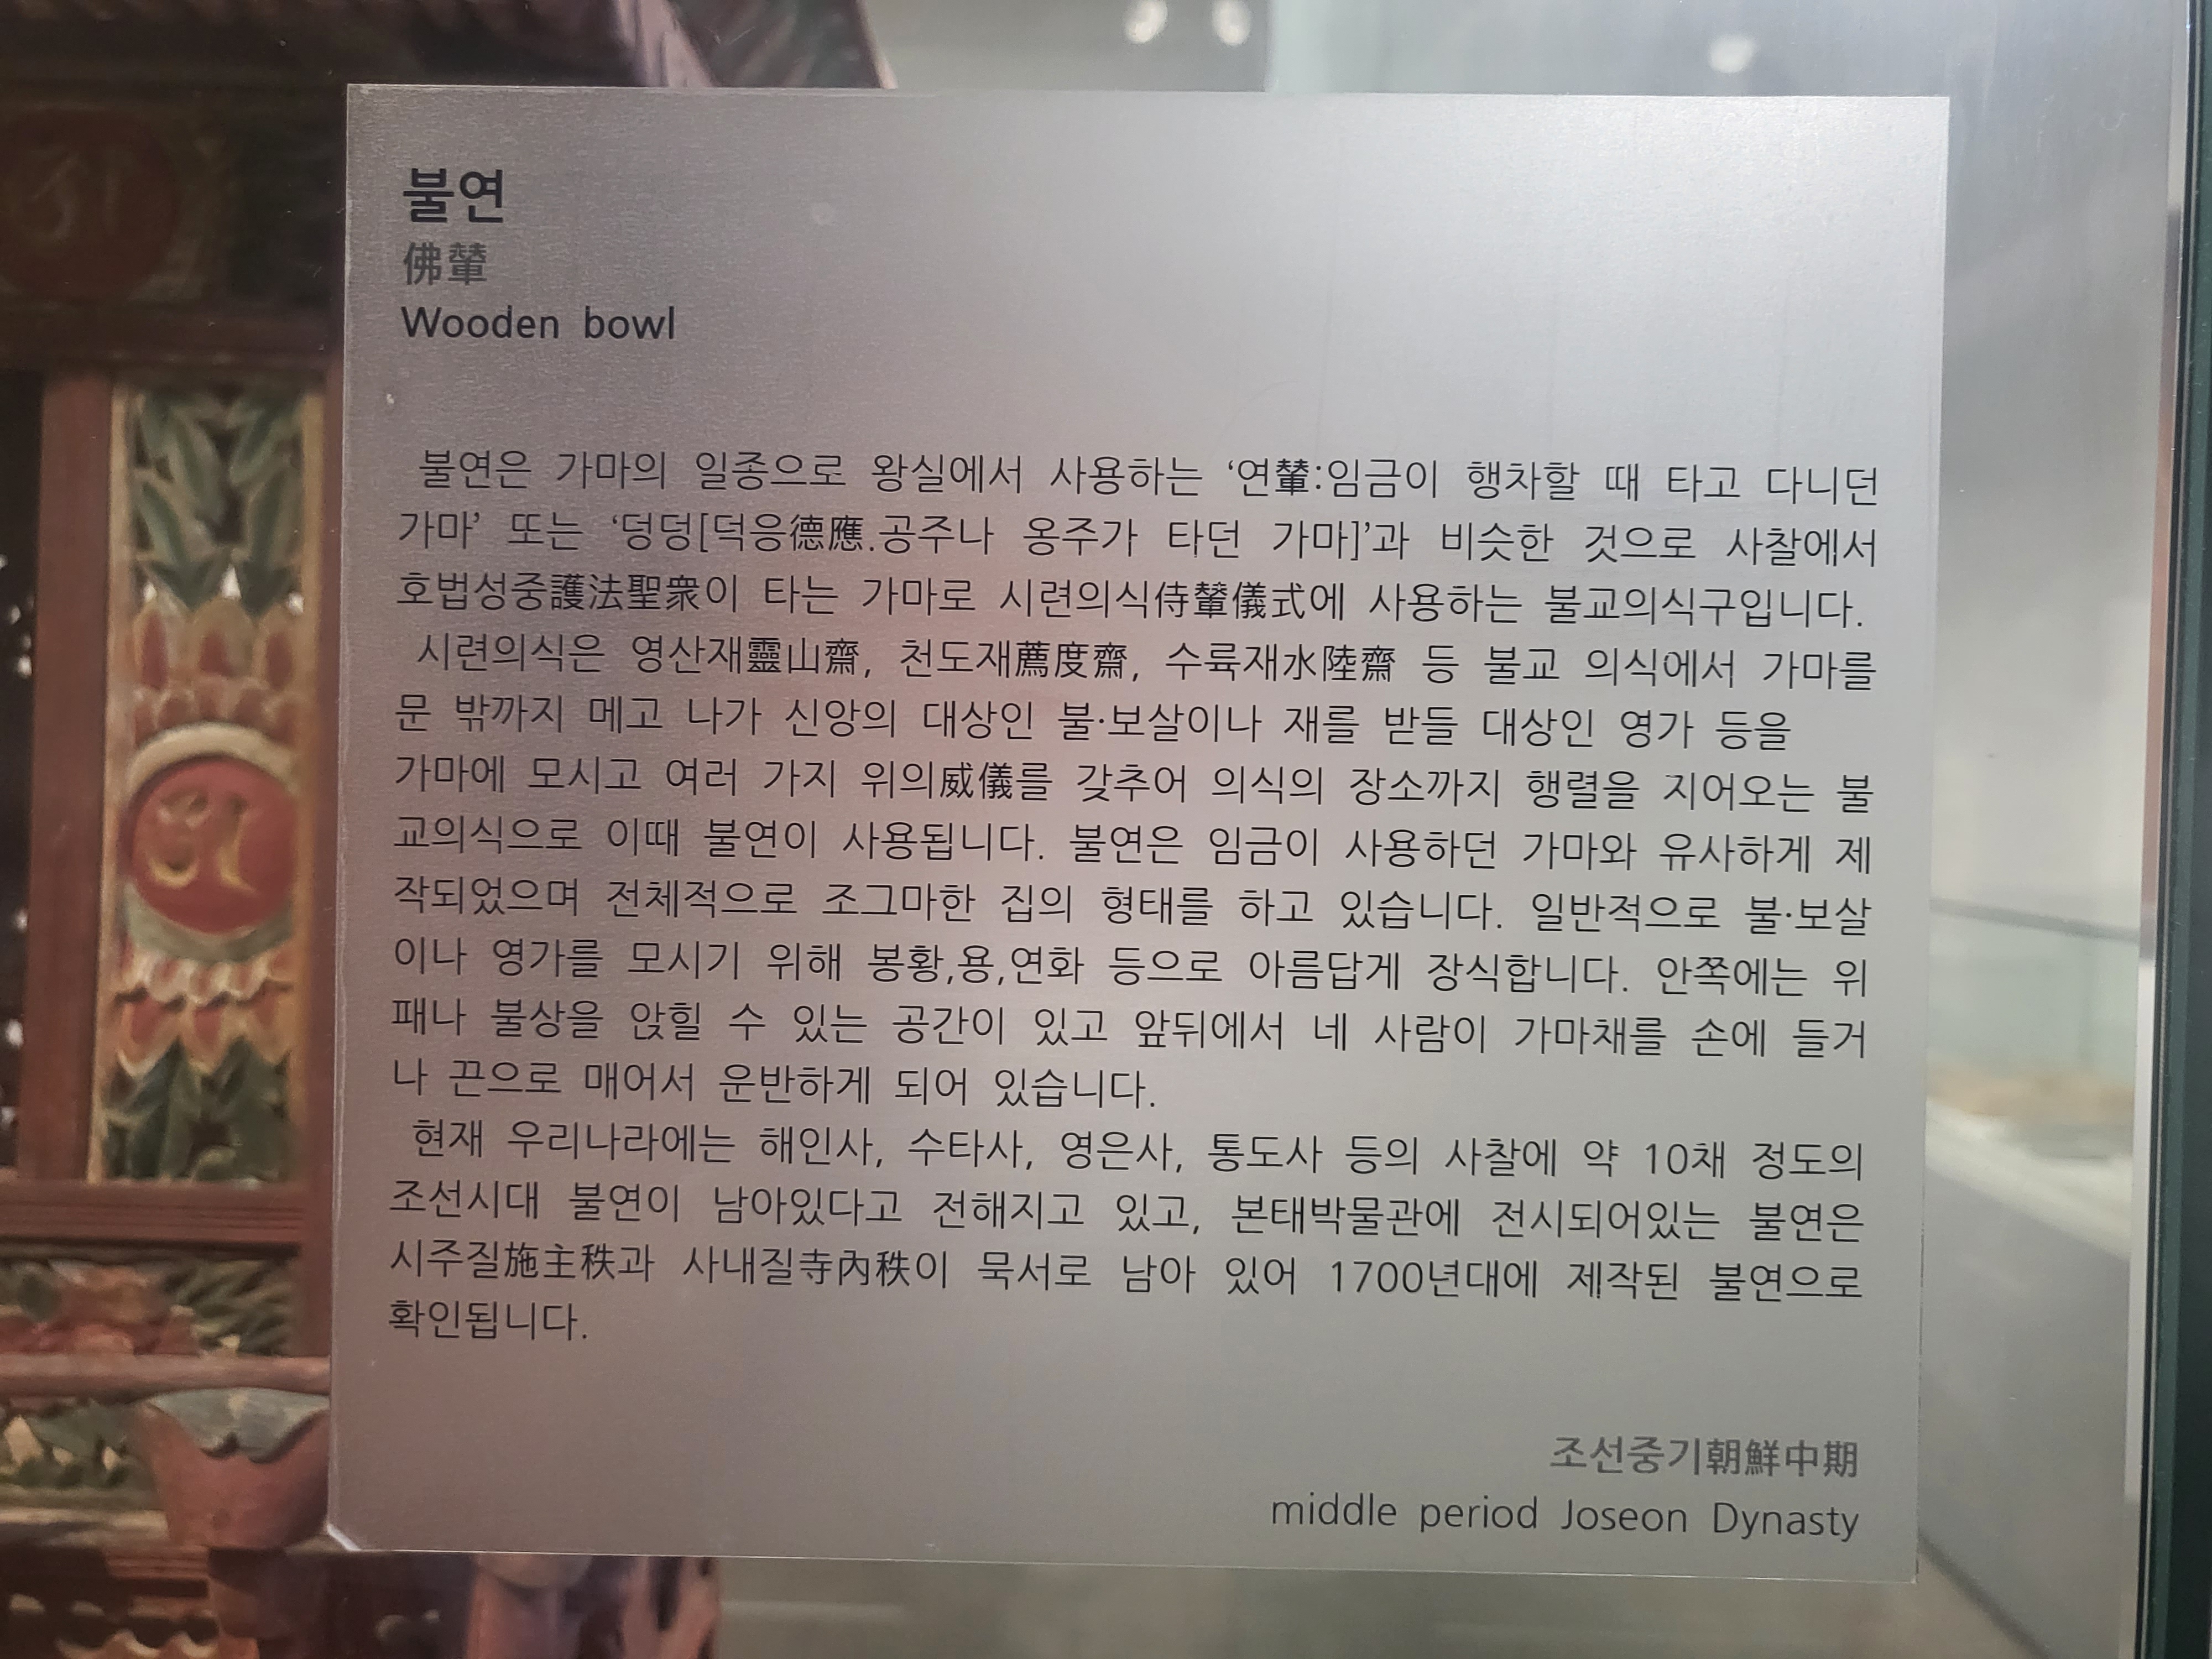 불연
佛輦
Wooden bowl
불연은 가마의 일종으로 왕실에서 사용하는 ‘연輦:임금이 행차할 때 타고 다니던
가마’ 또는 ‘덩덩[덕응德應.공주나 옹주가 타던 가마]’과 비슷한 것으로 사찰에서
호법성중護法聖衆이 타는 가마로 시련의식侍輦儀式에 사용하는 불교의식구입니다.
시련의식은 영산재靈山齋, 천도재薦度齋, 수륙재水陸齋 등 불교 의식에서 가마를
문 밖까지 메고 나가 신앙의 대상인 불·보살이나 재를 받들 대상인 영가 등을
가마에 모시고 여러 가지 위의威儀를 갖추어 의식의 장소까지 행렬을 지어오는 불
교의식으로 이때 불연이 사용됩니다. 불연은 임금이 사용하던 가마와 유사하게 제
작되었으며 전체적으로 조그마한 집의 형태를 하고 있습니다. 일반적으로 불·보살
이나 영가를 모시기 위해 봉황,용,연화 등으로 아름답게 장식합니다. 안쪽에는 위
패나 불상을 앉힐 수 있는 공간이 있고 앞뒤에서 네 사람이 가마채를 손에 들거
나 끈으로 매어서 운반하게 되어 있습니다.
현재 우리나라에는 해인사, 수타사, 영은사, 통도사 등의 사찰에 약 10채 정도의
조선시대 불연이 남아있다고 전해지고 있고, 본태박물관에 전시되어있는 불연은
시주질施主秩과 사내질寺內秩이 묵서로 남아 있어 1700년대에 제작된 불연으로
확인됩니다.
조선중기朝鮮中期
middle period Joseon Dynasty